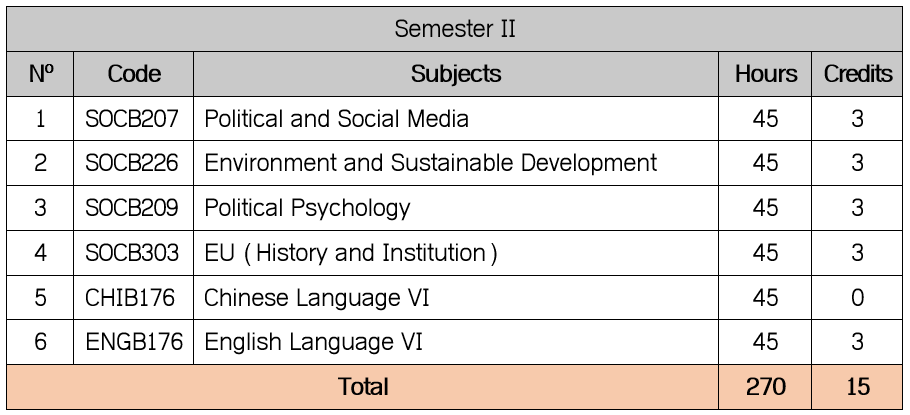 Semester II
Nº Code Subjects Hours Credits
1 SOCB207 Political and Social Media 45 3
2 SOCB226 Environment and Sustainable Development 45 3
3 SOCB209 Political Psychology 45 3
4 SOCB303 EU (History and Institution) 45 3
5 CHIB176 Chinese Language VI 45 0
6 ENGB176 English Language VI 45 3
Total 270 15